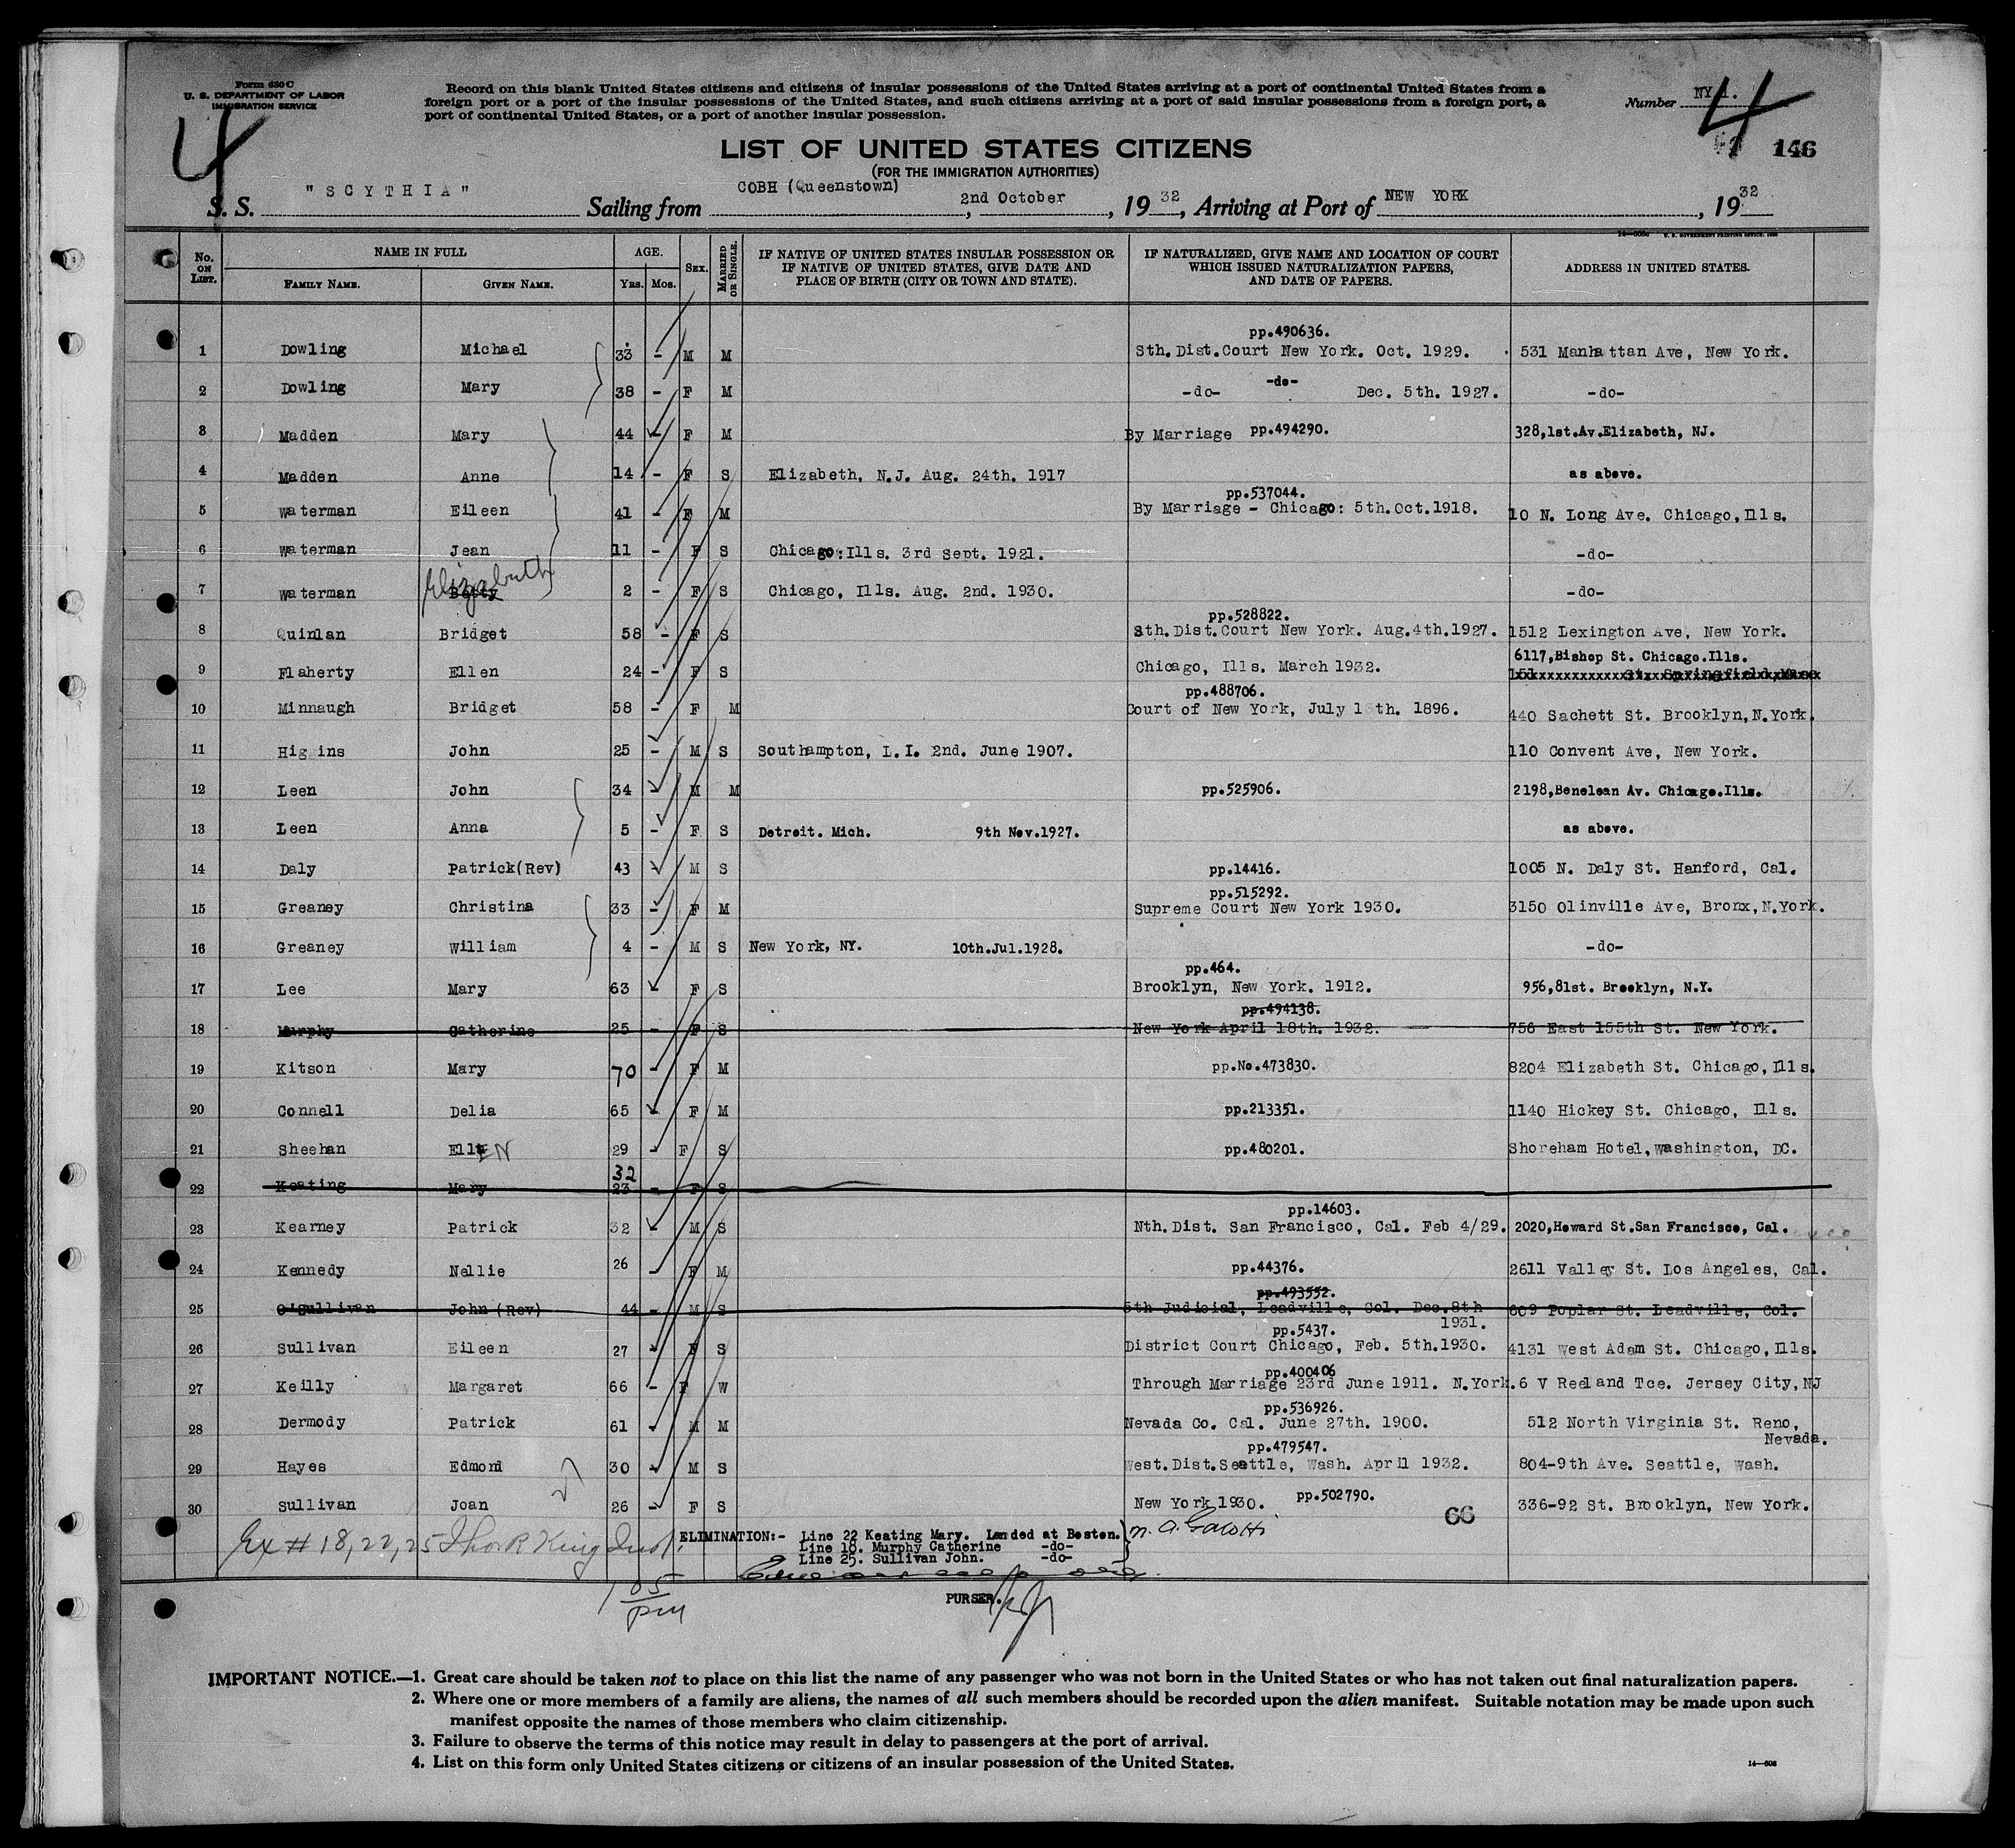 Form 630 C
U. S. DEPARTMENT OF LABOR
IMMIGRATION SERVICE
Record on this blank United States citizens and citizens of insular possessions of the United States arriving at a port of continental United States from a
foreign port or a port of the insular possessions of the United States, and such citizens arriving at a port of said insular possessions from a foreign port, a
port of continental United States, or a port of another insular possession.
Number NY 1.
4
4
146
LIST OF UNITED STATES CITIZENS
(FOR THE IMMIGRATION AUTHORITIES)
S. S. "SCYTHIA" Sailing from COBH (Queenstown), 2nd October, 1932, Arriving at Port of NEW YORK, 1932
14—608a U. S. GOVERNMENT PRINTING OFFICE: 1930
No. ON LIST. NAME IN FULL FAMILY NAME. GIVEN NAME. AGE. YRS. MOS. SEX. MARRIED OR SINGLE. IF NATIVE OF UNITED STATES INSULAR POSSESSION OR IF NATIVE OF UNITED STATES, GIVE DATE AND PLACE OF BIRTH (CITY OR TOWN AND STATE). IF NATURALIZED, GIVE NAME AND LOCATION OF COURT WHICH ISSUED NATURALIZATION PAPERS, AND DATE OF PAPERS. ADDRESS IN UNITED STATES.
pp.490636.
1 Dowling Michael 33 - M M Sth. Dist. Court New York. Oct. 1929. 531 Manhattan Ave, New York.
2 Dowling Mary 38 - F M -do- -do- Dec. 5th. 1927. -do-
3 Madden Mary 44 - F M By Marriage pp.494290. 328,1st.Av.Elizabeth, NJ.
4 Madden Anne 14 - F S Elizabeth, N.J. Aug. 24th. 1917 as above.
pp.537044.
5 Waterman Eileen 41 - F M By Marriage - Chicago: 5th.Oct.1918. 10 N. Long Ave. Chicago, Ills.
6 Waterman Jean 11 - F S Chicago: Ills. 3rd Sept. 1921. -do-
Elizabeth
7 Waterman Betty 2 - F S Chicago, Ills. Aug. 2nd. 1930. -do-
pp.528822.
8 Quinlan Bridget 58 - F S Sth. Dist. Court New York. Aug.4th.1927. 1512 Lexington Ave, New York.
6117,Bishop St. Chicago.Ills.
9 Flaherty Ellen 24 - F S Chicago, Ills. March 1932.
pp.488706.
10 Minnaugh Bridget 58 - F M Court of New York, July 13th. 1896. 440 Sachett St. Brooklyn, N.York.
11 Higgins John 25 - M S Southampton, L.I. 2nd. June 1907. 110 Convent Ave, New York.
12 Leen John 34 - M M pp.525906. 2198,Benelean Av. Chicago.Ills.
13 Leen Anna 5 - F S Detroit. Mich. 9th Nov.1927. as above.
14 Daly Patrick(Rev) 43 M S pp.14416. 1005 N. Daly St. Hanford, Cal.
pp.515292.
15 Greaney Christina 33 - F M Supreme Court New York 1930. 3150 Olinville Ave, Bronx, N.York.
16 Greaney William 4 - M S New York, NY. 10th.Jul.1928. -do-
pp.464.
17 Lee Mary 63 - F S Brooklyn, New York. 1912. 956,81st. Brooklyn, N.Y.
pp.494138.
18 Murphy Catherine 25 - F S New York April 18th. 1932. 756 East 155th St. New York.
19 Kitson Mary 70 - F M pp.No.473830. 8204 Elizabeth St. Chicago, Ills.
20 Connell Delia 65 - F M pp.213351. 1140 Hickey St. Chicago, Ills.
21 Sheehan Ellen 29 - F S pp.480201. Shoreham Hotel, Washington, DC.
32
22 Keating Mary 23 - F S
pp.14603.
23 Kearney Patrick 32 - M S Nth. Dist. San Francisco, Cal. Feb 4/29. 2020,Howard St.San Francisco, Cal.
24 Kennedy Nellie 26 F M pp.44376. 2611 Valley St. Los Angeles, Cal.
pp.493552.
25 O'Sullivan John (Rev) 44 - M S 5th Judicial, Leadville, Col. Dec.8th 609 Poplar St. Leadville, Col.
1931.
pp.5437.
26 Sullivan Eileen 27 - F S District Court Chicago, Feb. 5th.1930. 4131 West Adam St. Chicago, Ills.
pp.400406
27 Keilly Margaret 66 - F W Through Marriage 23rd June 1911. N.York. 6 V Reeland Tce. Jersey City, NJ
pp.536926.
28 Dermody Patrick 61 - M M Nevada Co. Cal. June 27th. 1900. 512 North Virginia St. Reno,
Nevada.
pp.479547.
29 Hayes Edmond 30 - M S West. Dist. Seattle, Wash. April 1932. 804-9th Ave. Seattle, Wash.
30 Sullivan Joan 26 - F S New York 1930. pp.502790. 336-92 St. Brooklyn, New York.
66
Ex # 18, 22, 25
ELIMINATION:- Line 22 Keating Mary. Landed at Boston.
Line 18. Murphy Catherine -do-
Line 25. Sullivan John. -do-
1 05 pm
PURSER.
IMPORTANT NOTICE.—1. Great care should be taken not to place on this list the name of any passenger who was not born in the United States or who has not taken out final naturalization papers.
2. Where one or more members of a family are aliens, the names of all such members should be recorded upon the alien manifest. Suitable notation may be made upon such
manifest opposite the names of those members who claim citizenship.
3. Failure to observe the terms of this notice may result in delay to passengers at the port of arrival.
4. List on this form only United States citizens or citizens of an insular possession of the United States.
14—608